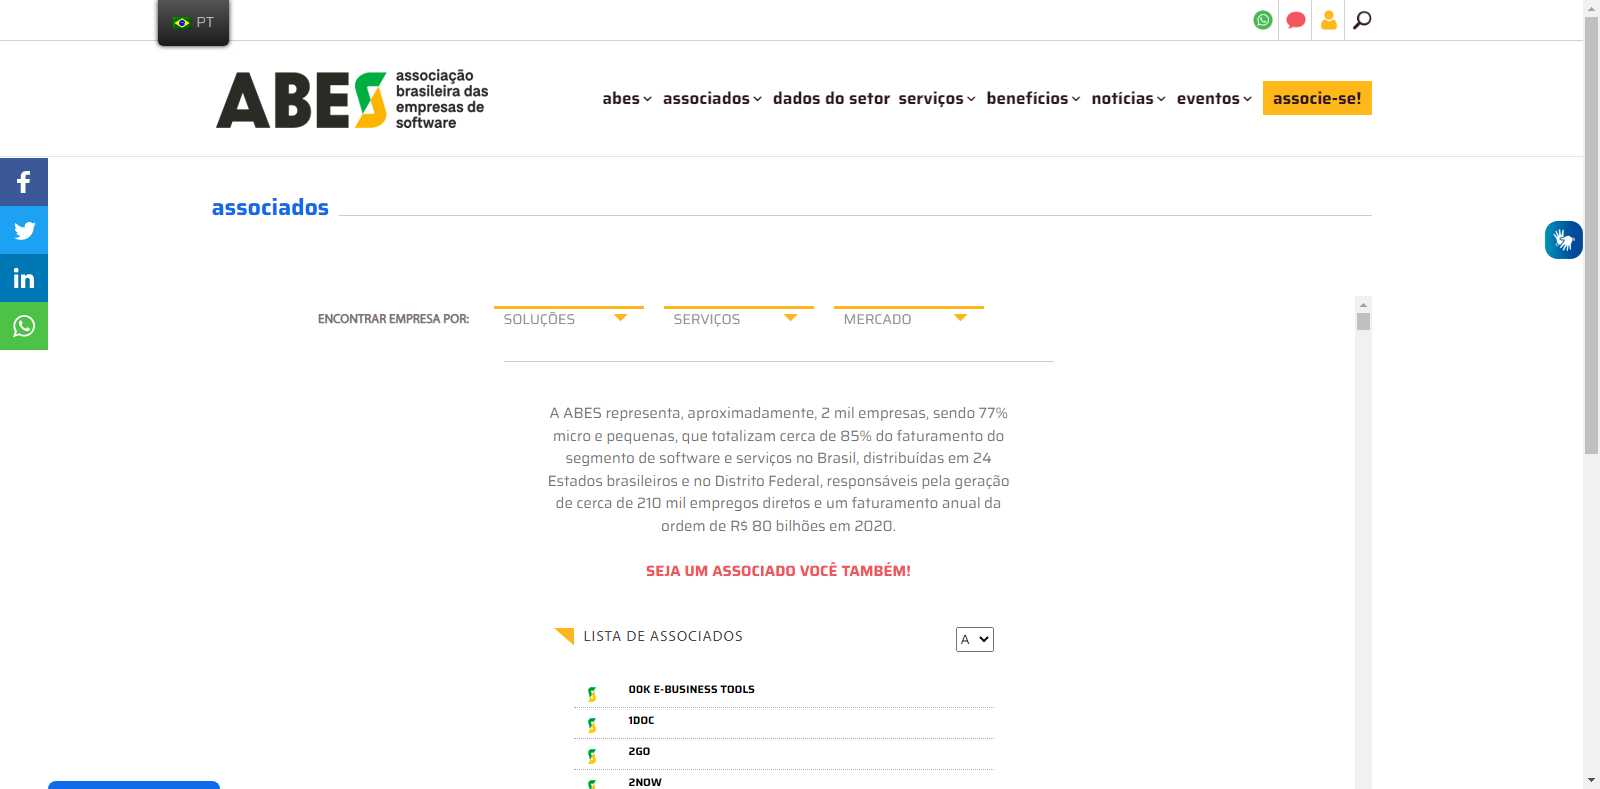 PT
ABES
associação
brasileira das
empresas de
software
abes
associados
dados do setor
serviços
benefícios
notícias
eventos
associe-se!
associados
ENCONTRAR EMPRESA POR:
SOLUÇÕES
SERVIÇOS
MERCADO
A ABES representa, aproximadamente, 2 mil empresas, sendo 77%
micro e pequenas, que totalizam cerca de 85% do faturamento do
segmento de software e serviços no Brasil, distribuídas em 24
Estados brasileiros e no Distrito Federal, responsáveis pela geração
de cerca de 210 mil empregos diretos e um faturamento anual da
ordem de R$ 80 bilhões em 2020.
SEJA UM ASSOCIADO VOCÊ TAMBÉM!
LISTA DE ASSOCIADOS
A
00K E-BUSINESS TOOLS
1DOC
2GO
2NOW